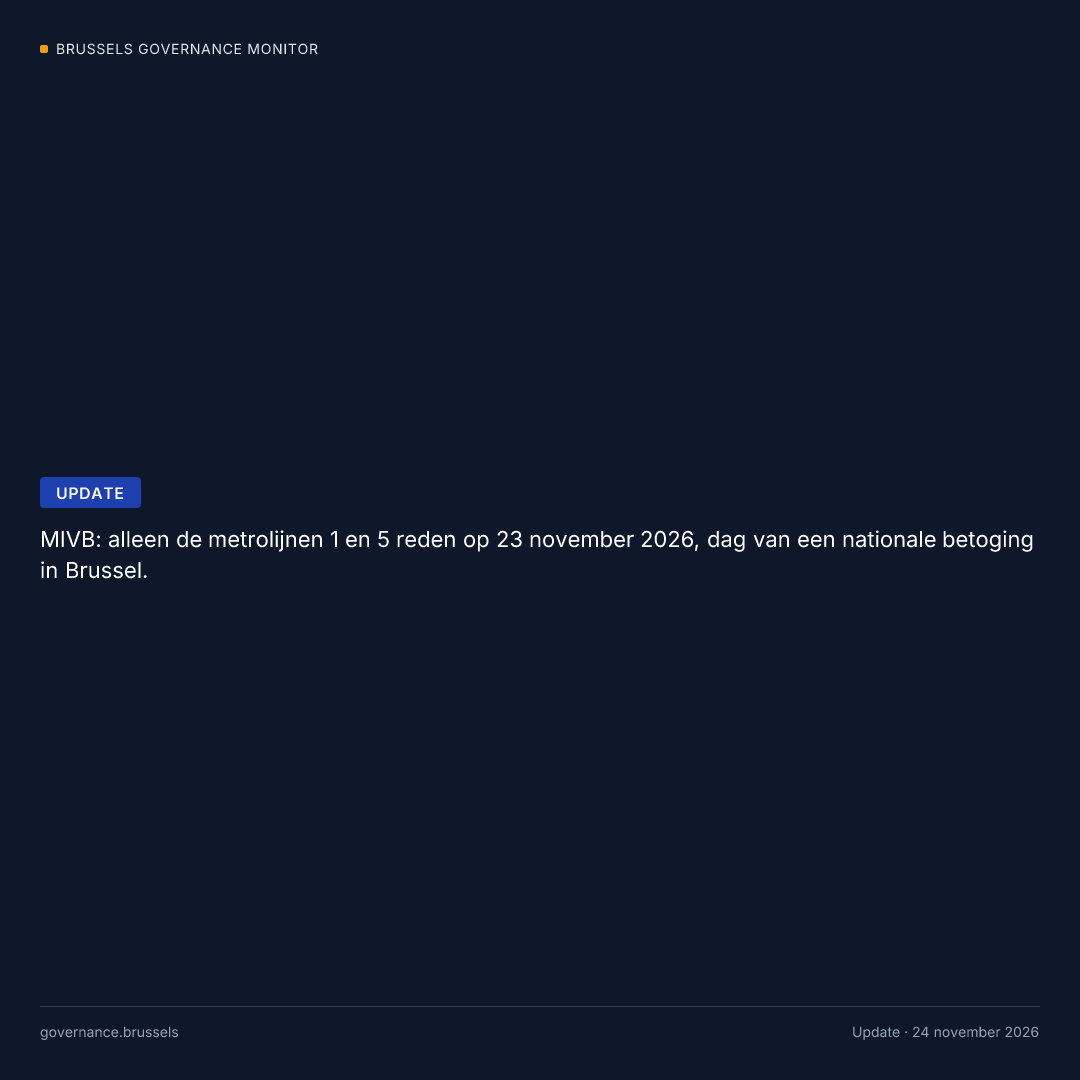 BRUSSELS GOVERNANCE MONITOR
UPDATE
MIVB: alleen de metrolijnen 1 en 5 reden op 23 november 2026, dag van een nationale betoging
in Brussel.
governance.brussels
Update · 24 november 2026